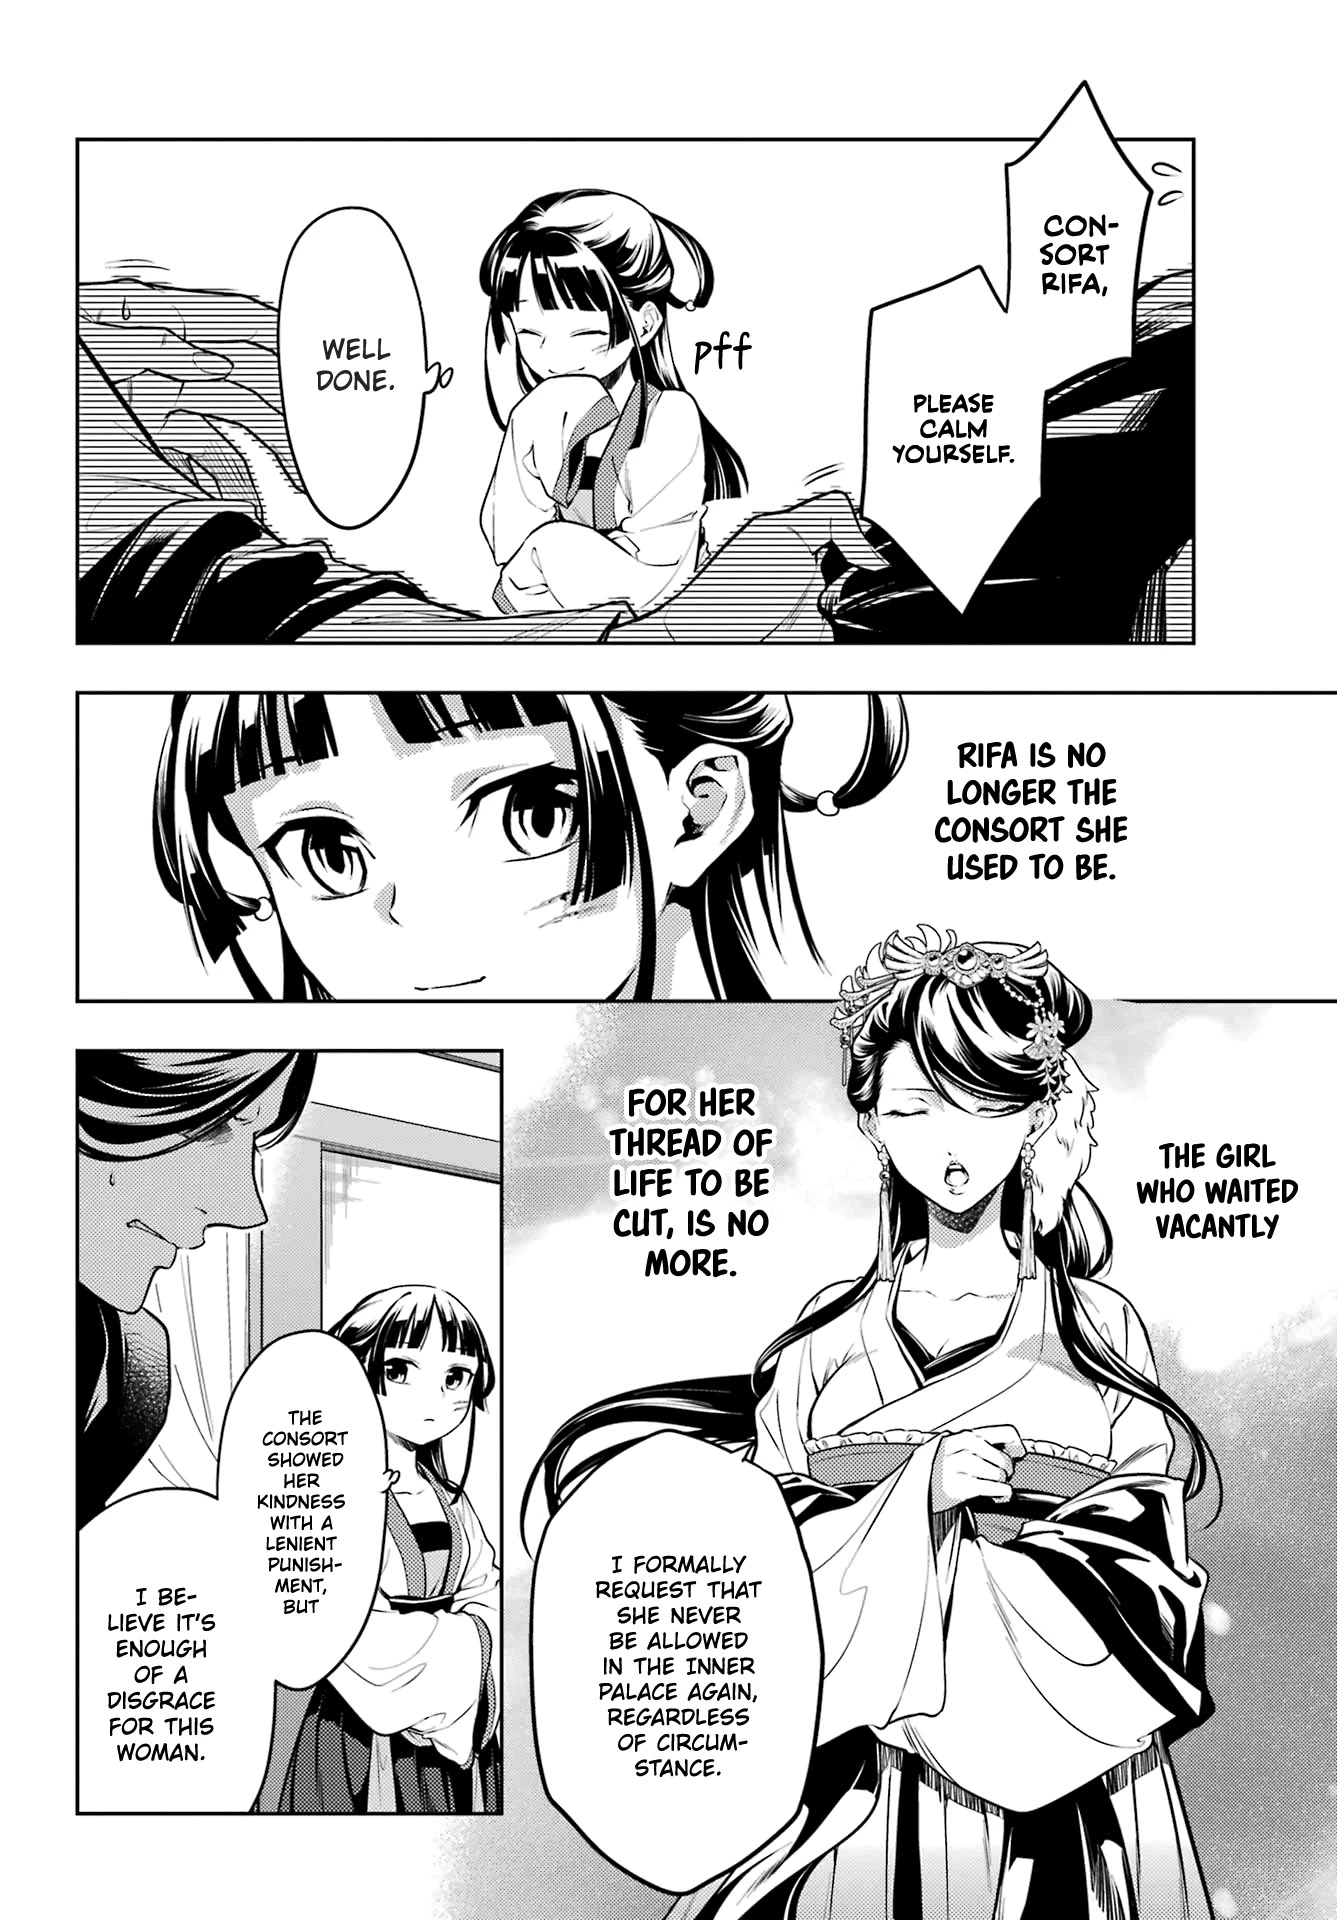 CON-
SORT
RIFA,
PLEASE
CALM
YOURSELF.
pff
WELL
DONE.
RIFA IS NO
LONGER THE
CONSORT SHE
USED TO BE.
THE GIRL
WHO WAITED
VACANTLY
FOR HER
THREAD OF
LIFE TO BE
CUT, IS NO
MORE.
I FORMALLY
REQUEST THAT
SHE NEVER
BE ALLOWED
IN THE INNER
PALACE AGAIN,
REGARDLESS
OF CIRCUM-
STANCE.
THE
CONSORT
SHOWED
HER
KINDNESS
WITH A
LENIENT
PUNISH-
MENT,
BUT
I BE-
LIEVE IT'S
ENOUGH
OF A
DISGRACE
FOR THIS
WOMAN.